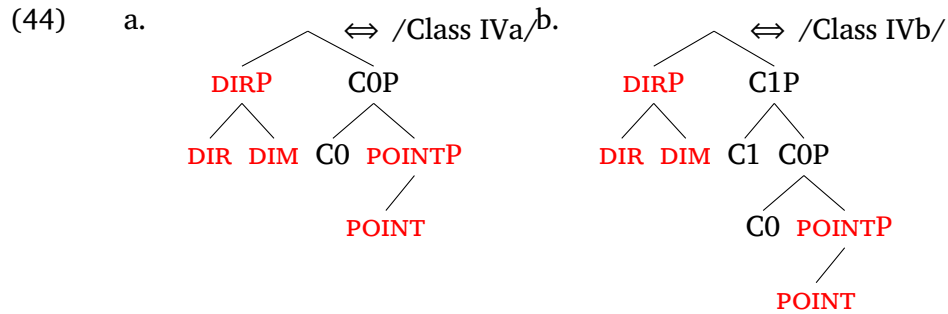 (44) a. ⇔ /Class IVa/ b. ⇔ /Class IVb/
DIRP C0P DIRP C1P
DIR DIM C0 POINTP DIR DIM C1 C0P
POINT C0 POINTP
POINT